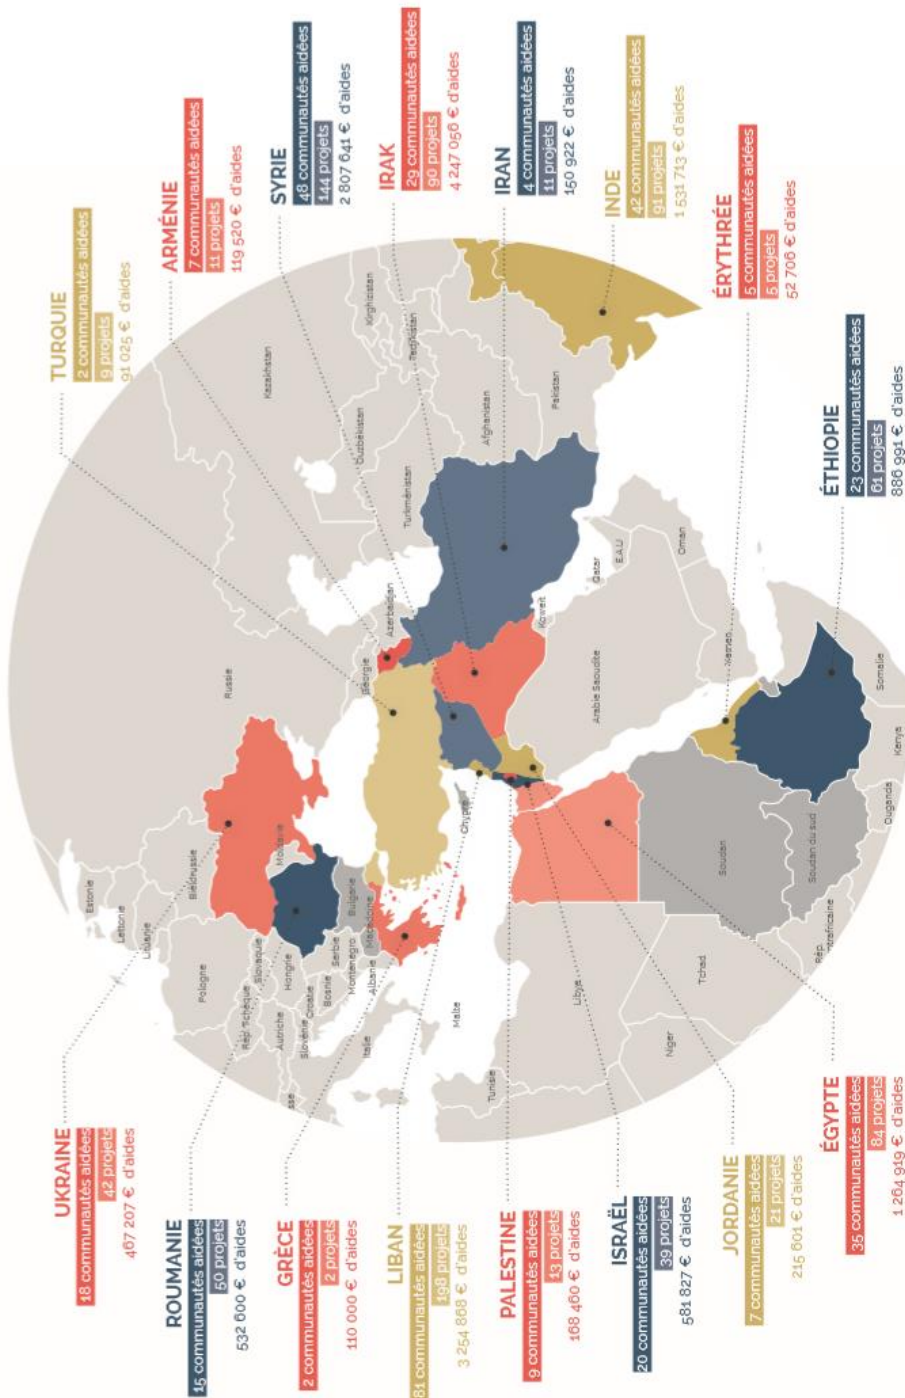 TURQUIE
2 communautés aidées
9 projets
91 025 € d'aides
ARMÉNIE
7 communautés aidées
11 projets
119 520 € d'aides
SYRIE
48 communautés aidées
144 projets
2 807 641 € d'aides
IRAK
29 communautés aidées
90 projets
4 247 056 € d'aides
IRAN
4 communautés aidées
11 projets
150 922 € d'aides
INDE
42 communautés aidées
91 projets
1 531 713 € d'aides
ÉRYTHRÉE
5 communautés aidées
5 projets
52 706 € d'aides
ÉTHIOPIE
23 communautés aidées
61 projets
886 991 € d'aides
UKRAINE
18 communautés aidées
42 projets
467 207 € d'aides
ROUMANIE
15 communautés aidées
50 projets
532 600 € d'aides
GRÈCE
2 communautés aidées
2 projets
110 000 € d'aides
LIBAN
81 communautés aidées
198 projets
3 254 868 € d'aides
PALESTINE
9 communautés aidées
13 projets
168 460 € d'aides
ISRAËL
20 communautés aidées
39 projets
581 827 € d'aides
JORDANIE
7 communautés aidées
21 projets
215 601 € d'aides
ÉGYPTE
35 communautés aidées
84 projets
1 264 919 € d'aides
Estonie
Lettonie
Lituanie
Biélorussie
Pologne
Rép. Tchèque
Slovaquie
Autriche
Hongrie
Slovénie
Croatie
Bosnie
Serbie
Monténégro
Albanie
Macédoine
Bulgarie
Moldavie
Italie
Malte
Tunisie
Libye
Niger
Tchad
Rép.
ntrafricaine
Soudan
Soudan du sud
Ouganda
Kenya
Somalie
Yémen
Oman
E.A.U
Qatar
Koweït
Arabie Saoudite
Chypre
Géorgie
Azerbaïdjan
Russie
Kazakhstan
Ouzbékistan
Turkménistan
Kirghizistan
Tadjikistan
Afghanistan
Pakistan